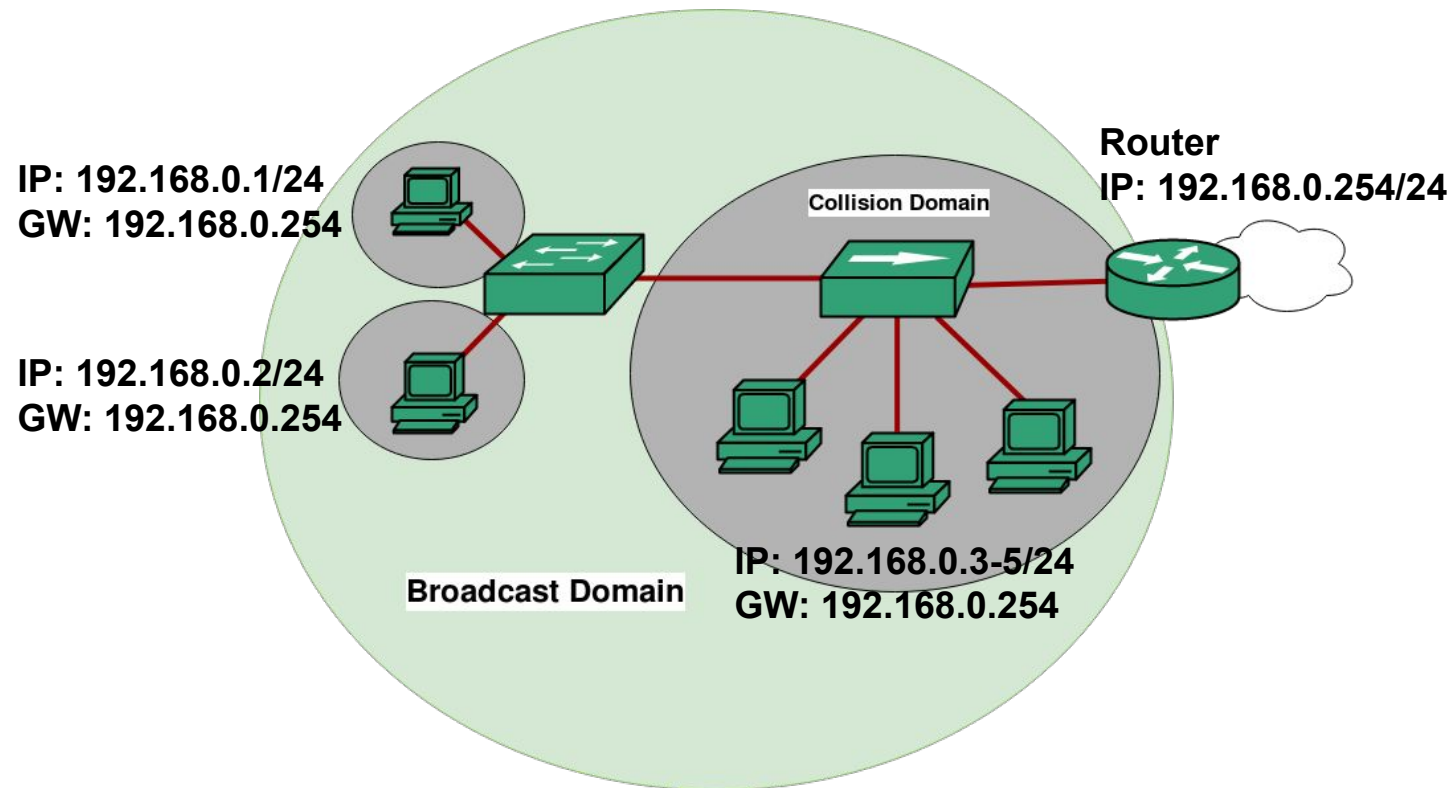 IP: 192.168.0.1/24
GW: 192.168.0.254
Router
IP: 192.168.0.254/24
Collision Domain
IP: 192.168.0.2/24
GW: 192.168.0.254
IP: 192.168.0.3-5/24
GW: 192.168.0.254
Broadcast Domain